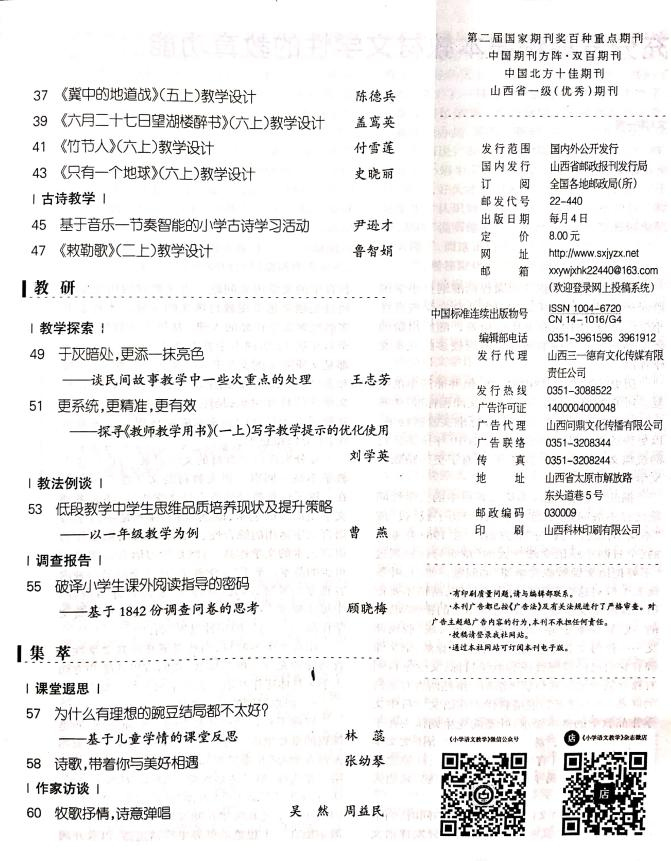 37 《冀中的地道战》(五上)教学设计 陈德兵
39 《六月二十七日望湖楼醉书》(六上)教学设计 盖寓英
41 《竹节人》(六上)教学设计 付雪莲
43 《只有一个地球》(六上)教学设计 史晓丽
| 古诗教学 |
45 基于音乐—节奏智能的小学古诗学习活动 尹逊才
47 《敕勒歌》(二上)教学设计 鲁智娟
教 研
| 教学探索 |
49 于灰暗处,更添一抹亮色
——谈民间故事教学中一些次重点的处理 王志芳
51 更系统,更精准,更有效
——探寻《教师教学用书》(一上)写字教学提示的优化使用
刘学英
| 教法例谈 |
53 低段教学中学生思维品质培养现状及提升策略
——以一年级教学为例 曹 燕
| 调查报告 |
55 破译小学生课外阅读指导的密码
——基于1842份调查问卷的思考 顾晓梅
集 萃
| 课堂遐思 |
57 为什么有理想的豌豆结局都不太好?
——基于儿童学情的课堂反思 林 蕊
58 诗歌,带着你与美好相遇 张幼琴
| 作家访谈 |
60 牧歌抒情,诗意弹唱 吴 然 周益民
第二届国家期刊奖百种重点期刊
中国期刊方阵·双百期刊
中国北方十佳期刊
山西省一级(优秀)期刊
发行范围 国内外公开发行
国内发行 山西省邮政报刊发行局
订 阅 全国各地邮政局(所)
邮发代号 22-440
出版日期 每月4日
定 价 8.00元
网 址 http://www.sxjyzx.net
邮 箱 xxywjxhk22440@163.com
(欢迎登录网上投稿系统)
中国标准连续出版物号 ISSN 1004-6720
CN 14-1016/G4
编辑部电话 0351-3961596 3961912
发行代理 山西三一德育文化传媒有限
责任公司
发行热线 0351-3088522
广告许可证 1400004000048
广告代理 山西问鼎文化传播有限公司
广告联络 0351-3208344
传 真 0351-3208244
地 址 山西省太原市解放路
东头道巷5号
邮政编码 030009
印 刷 山西科林印刷有限公司
·有印刷质量问题,请与编辑部联系。
·本刊广告都已按《广告法》及有关法规进行了严格审查。对
广告主超越广告内容的行为,本刊不承担任何责任。
·投稿请登录我社网站。
·通过本社网站可订阅本刊电子版。
《小学语文教学》微信公众号
店 《小学语文教学》杂志微店
店